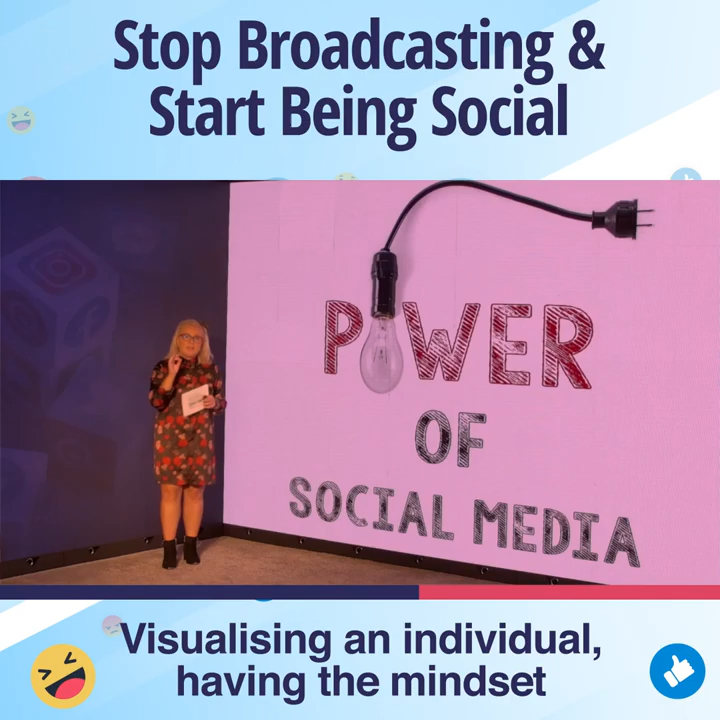 Stop Broadcasting &
Start Being Social
POWER
OF
SOCIAL MEDIA
Visualising an individual,
having the mindset